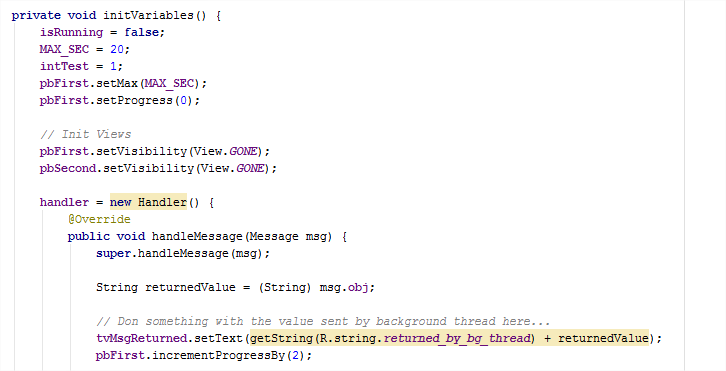 private void initVariables() {
isRunning = false;
MAX_SEC = 20;
intTest = 1;
pbFirst.setMax(MAX_SEC);
pbFirst.setProgress(0);
// Init Views
pbFirst.setVisibility(View.GONE);
pbSecond.setVisibility(View.GONE);
handler = new Handler() {
@Override
public void handleMessage(Message msg) {
super.handleMessage(msg);
String returnedValue = (String) msg.obj;
// Don something with the value sent by background thread here...
tvMsgReturned.setText(getString(R.string.returned_by_bg_thread) + returnedValue);
pbFirst.incrementProgressBy(2);